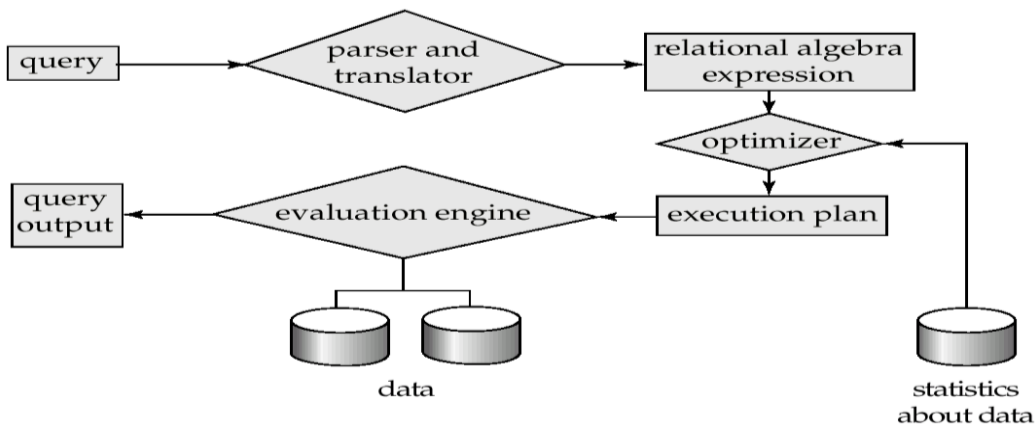 query
parser and
translator
relational algebra
expression
optimizer
query
output
evaluation engine
execution plan
data
statistics
about data